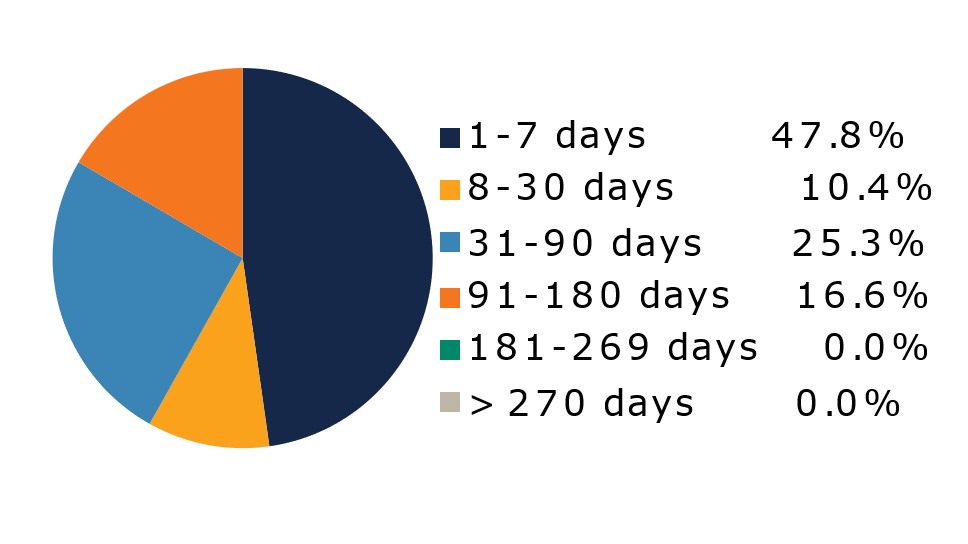 1-7 days 47.8%
8-30 days 10.4%
31-90 days 25.3%
91-180 days 16.6%
181-269 days 0.0%
> 270 days 0.0%